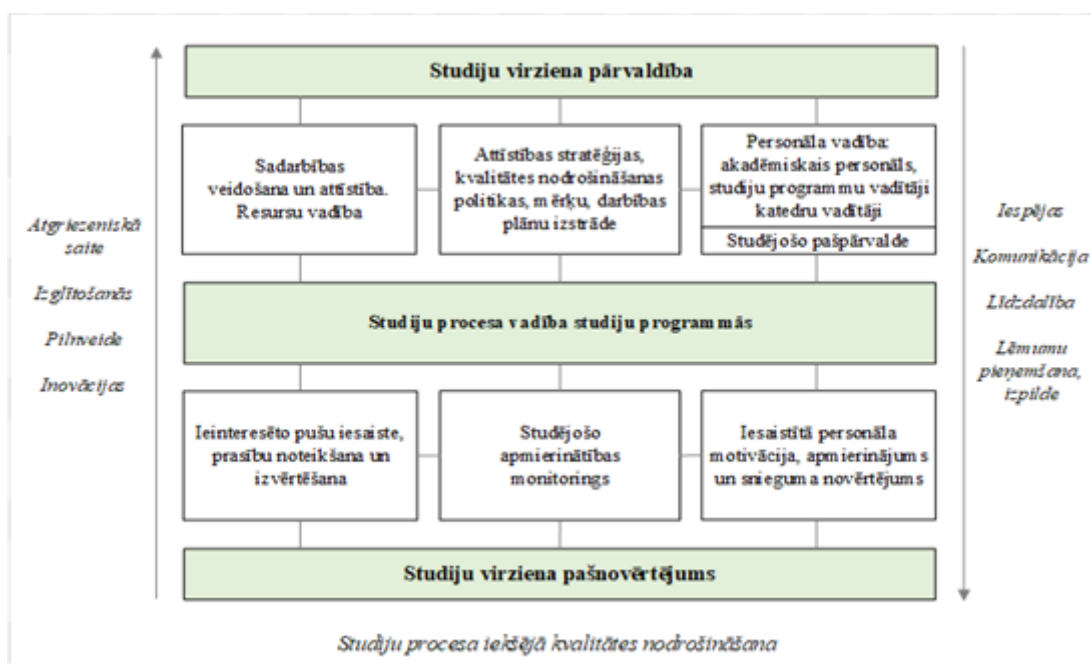 Studiju virziena pārvaldība
Sadarbības
veidošana un attīstība.
Resursu vadība
Attīstības stratēģijas,
kvalitātes nodrošināšanas
politikas, mērķu, darbības
plānu izstrāde
Personāla vadība:
akadēmiskais personāls,
studiju programmu vadītāji
katedru vadītāji
Studējošo pašpārvalde
Atgriezeniskā
saite
Izglītošanās
Pilnveide
Inovācijas
Iespējas
Komunikācija
Līdzdalība
Lēmumu
pieņemšana,
izpilde
Studiju procesa vadība studiju programmās
Ieinteresēto pušu iesaiste,
prasību noteikšana un
izvērtēšana
Studējošo
apmierinātības
monitorings
Iesaistītā personāla
motivācija, apmierinājums
un snieguma novērtējums
Studiju virziena pašnovērtējums
Studiju procesa iekšējā kvalitātes nodrošināšana